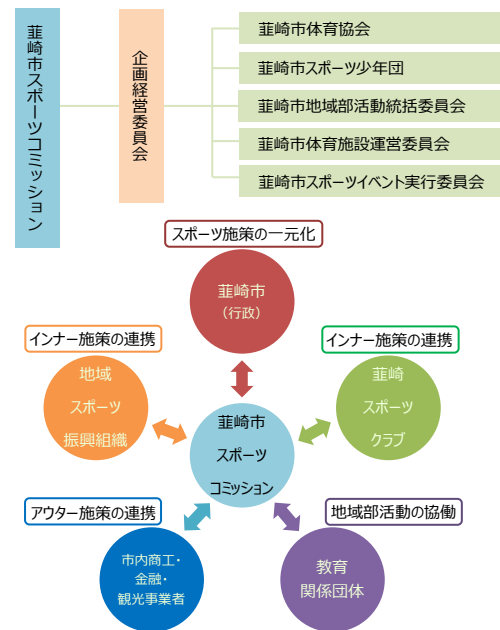 韮崎市スポーツコミッション
企画経営委員会
韮崎市体育協会
韮崎市スポーツ少年団
韮崎市地域部活動統括委員会
韮崎市体育施設運営委員会
韮崎市スポーツイベント実行委員会
スポーツ施策の一元化
韮崎市
（行政）
インナー施策の連携
地域
スポーツ
振興組織
インナー施策の連携
韮崎
スポーツ
クラブ
韮崎市
スポーツ
コミッション
アウター施策の連携
市内商工・
金融・
観光事業者
地域部活動の協働
教育
関係団体